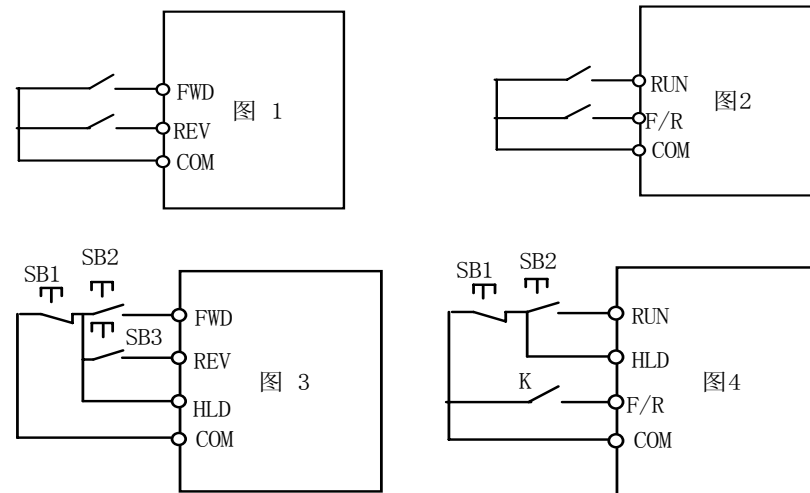 FWD
REV
COM
图 1
RUN
F/R
COM
图2
SB1
SB2
SB3
FWD
REV
HLD
COM
图 3
SB1
SB2
K
RUN
HLD
F/R
COM
图4